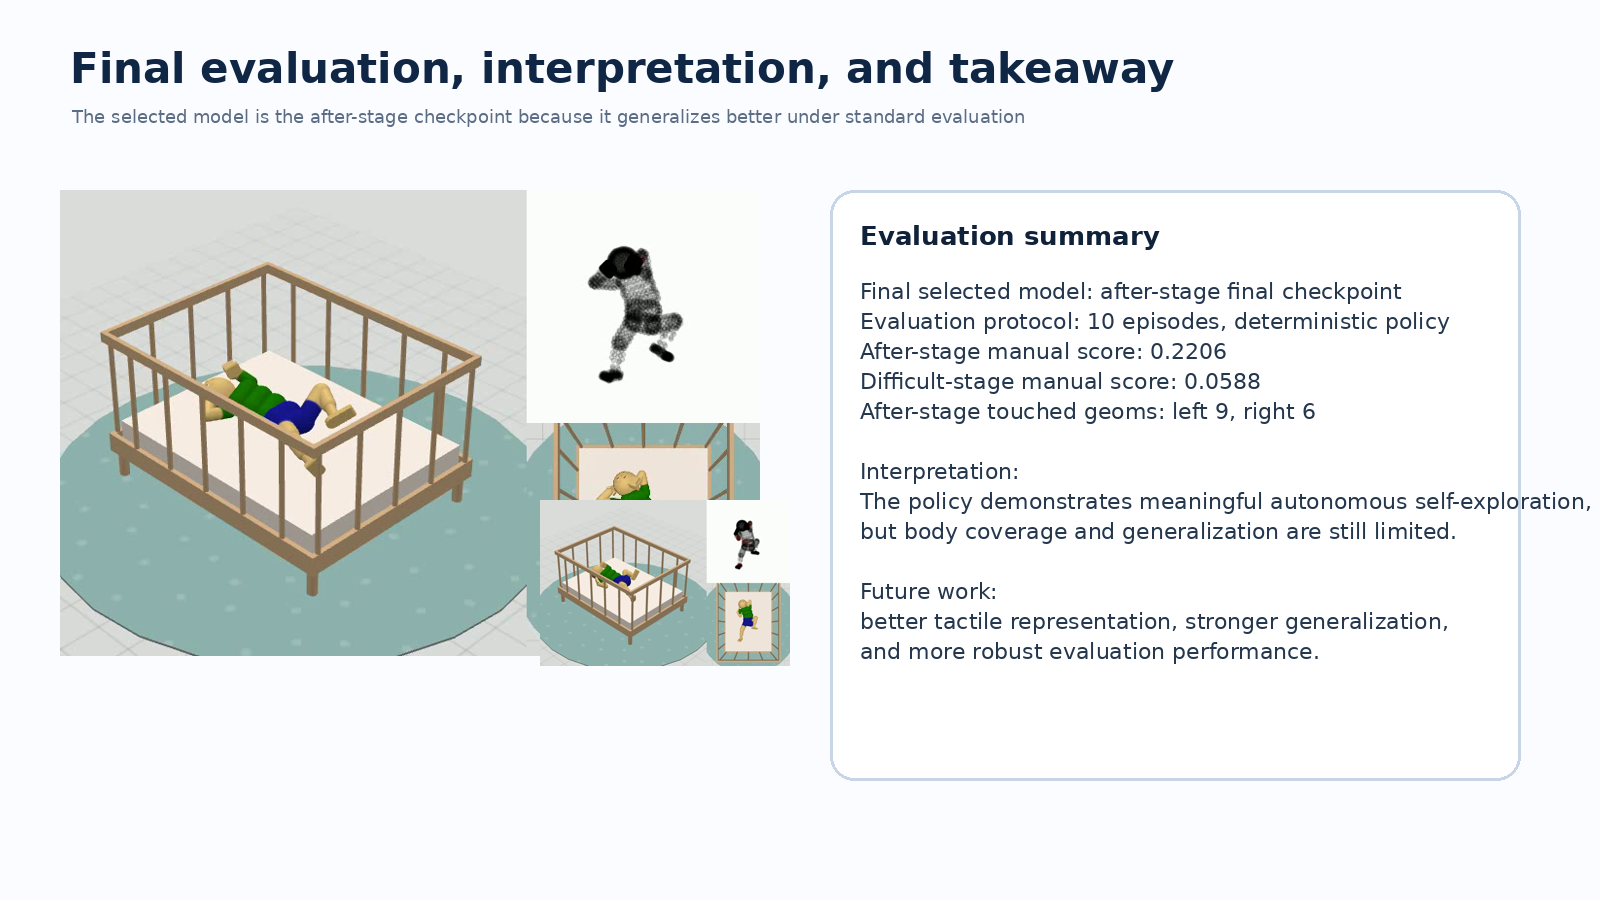 Final evaluation, interpretation, and takeaway
The selected model is the after-stage checkpoint because it generalizes better under standard evaluation
Evaluation summary
Final selected model: after-stage final checkpoint
Evaluation protocol: 10 episodes, deterministic policy
After-stage manual score: 0.2206
Difficult-stage manual score: 0.0588
After-stage touched geoms: left 9, right 6
Interpretation:
The policy demonstrates meaningful autonomous self-exploration,
but body coverage and generalization are still limited.
Future work:
better tactile representation, stronger generalization,
and more robust evaluation performance.